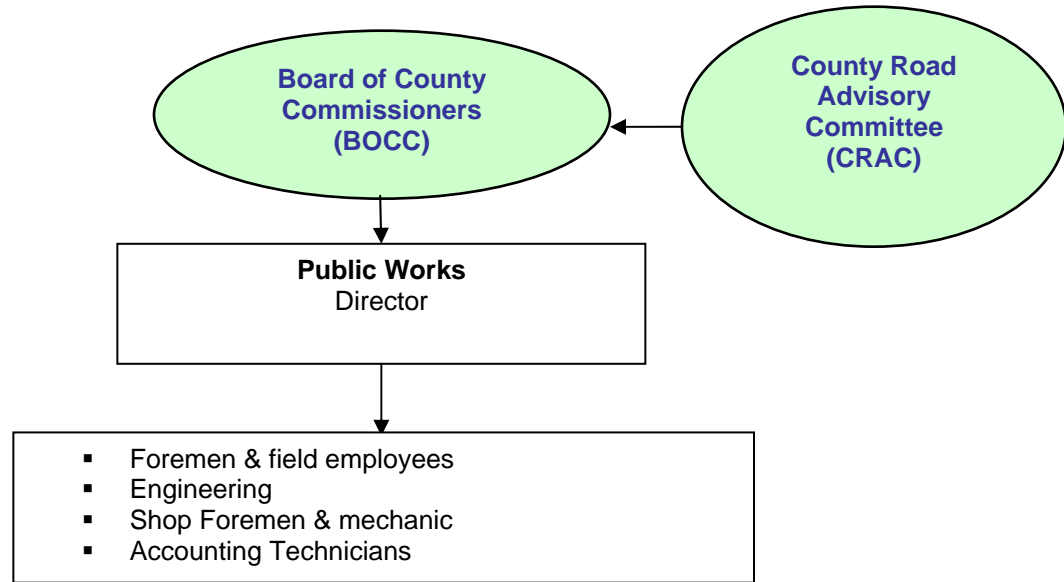 Board of County
Commissioners
(BOCC)
County Road
Advisory
Committee
(CRAC)
Public Works
Director
▪ Foremen & field employees
▪ Engineering
▪ Shop Foremen & mechanic
▪ Accounting Technicians